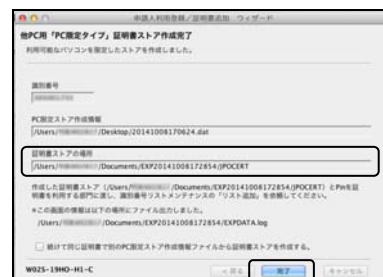 申請人利用登録／証明書追加 ウィザード
他PC用「PC限定タイプ」証明書ストア作成完了
利用可能なパソコンを限定したストアを作成しました。
識別番号
PC限定ストア作成情報
/Users/ /Desktop/20141008170624.dat
証明書ストアの場所
/Users/ /Documents/EXP20141008172854/JPOCERT
作成した証明書ストア（/Users/ /Documents/EXP20141008172854/JPOCERT）とPinを証
明書を利用する部門に渡し、識別番号リストメンテナンスの「リスト追加」を依頼してください。
※この画面の情報は以下の場所にファイル出力しました。
/Users/ /Documents/EXP20141008172854/EXPDATA.log
続けて同じ証明書で別のPC限定ストア作成情報ファイルから証明書ストアを作成する。
W025-19HO-H1-C
< 戻る
完了
キャンセル